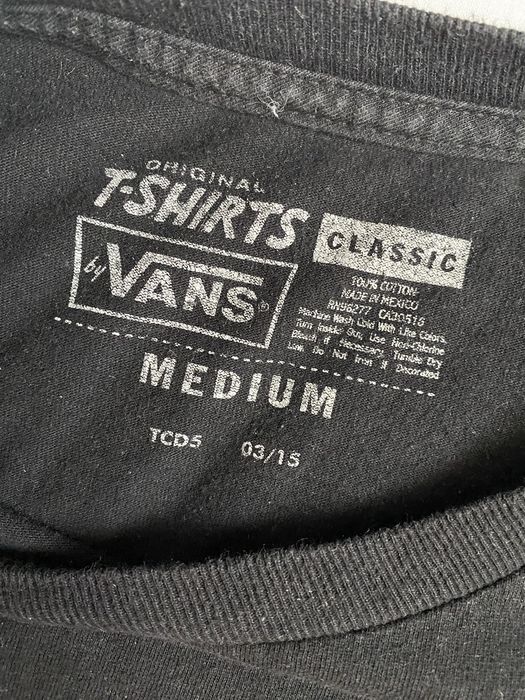 ORIGINAL
T-SHIRTS
by VANS®
CLASSIC
100% COTTON
MADE IN MEXICO
RN96277 CA30516
Machine Wash Cold With Like Colors.
Turn Inside Out, Use Non-Chlorine
Bleach if Necessary. Tumble Dry
Low. Do Not Iron if Decorated
MEDIUM
TCD5 03/15